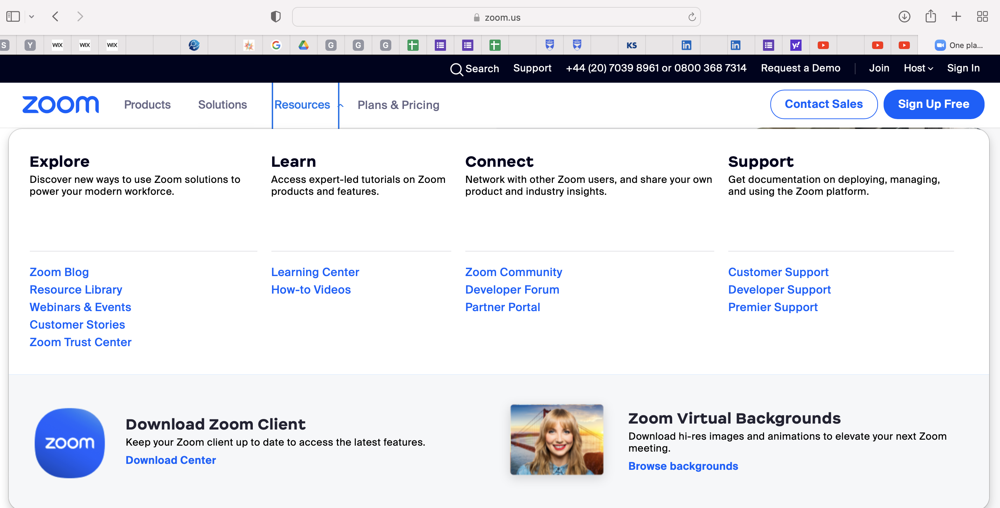 zoom.us
S
Y
WIX
WIX
WIX
G
G
G
KS
in
in
y!
One pla...
Search
Support
+44 (20) 7039 8961 or 0800 368 7314
Request a Demo
Join
Host
Sign In
zoom
Products
Solutions
Resources
Plans & Pricing
Contact Sales
Sign Up Free
Explore
Discover new ways to use Zoom solutions to
power your modern workforce.
Zoom Blog
Resource Library
Webinars & Events
Customer Stories
Zoom Trust Center
Learn
Access expert-led tutorials on Zoom
products and features.
Learning Center
How-to Videos
Connect
Network with other Zoom users, and share your own
product and industry insights.
Zoom Community
Developer Forum
Partner Portal
Support
Get documentation on deploying, managing,
and using the Zoom platform.
Customer Support
Developer Support
Premier Support
zoom
Download Zoom Client
Keep your Zoom client up to date to access the latest features.
Download Center
Zoom Virtual Backgrounds
Download hi-res images and animations to elevate your next Zoom
meeting.
Browse backgrounds